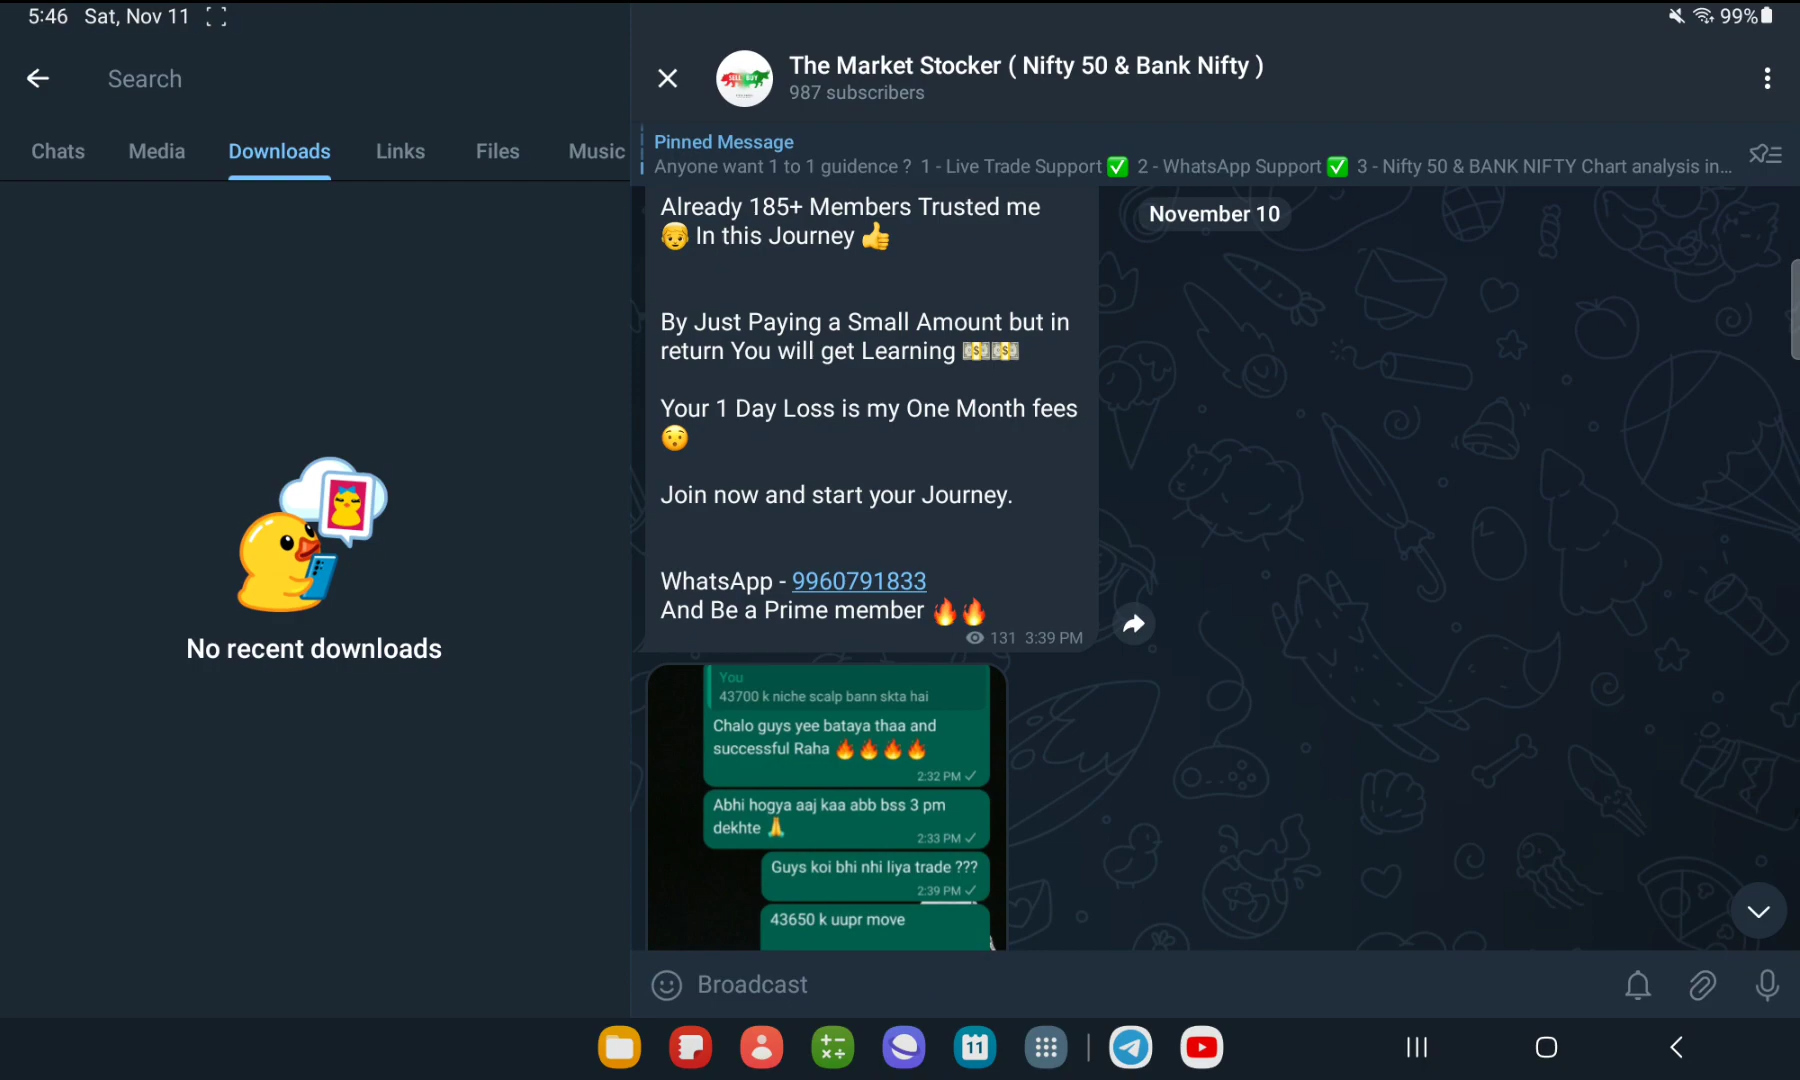 5:46 Sat, Nov 11
99%
Search
Chats Media Downloads Links Files Music
No recent downloads
SELL BUY
The Market Stocker ( Nifty 50 & Bank Nifty )
987 subscribers
Pinned Message
Anyone want 1 to 1 guidence ? 1 - Live Trade Support ✅ 2 - WhatsApp Support ✅ 3 - Nifty 50 & BANK NIFTY Chart analysis in...
November 10
Already 185+ Members Trusted me
👨 In this Journey 👍
By Just Paying a Small Amount but in
return You will get Learning 💵💵
Your 1 Day Loss is my One Month fees
😯
Join now and start your Journey.
WhatsApp - 9960791833
And Be a Prime member 🔥🔥
131 3:39 PM
You
43700 k niche scalp bann skta hai
Chalo guys yee bataya thaa and
successful Raha 🔥🔥🔥🔥
2:32 PM
Abhi hogya aaj kaa abb bss 3 pm
dekhte 🙏
2:33 PM
Guys koi bhi nhi liya trade ???
2:39 PM
43650 k uupr move
Broadcast
11